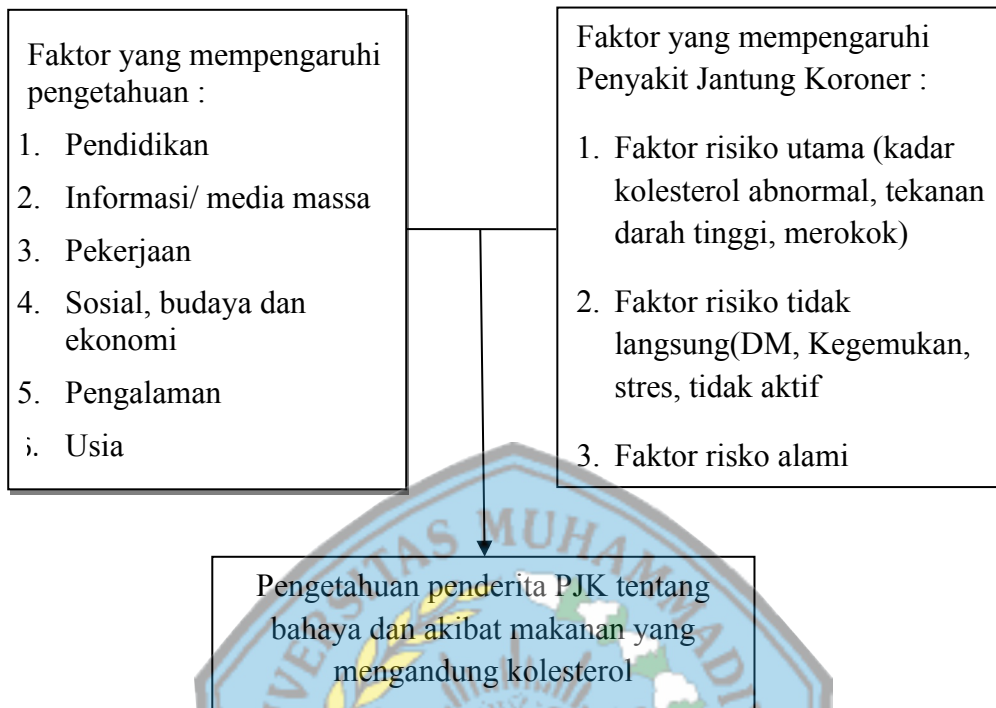 Faktor yang mempengaruhi
pengetahuan :
1. Pendidikan
2. Informasi/ media massa
3. Pekerjaan
4. Sosial, budaya dan
ekonomi
5. Pengalaman
Usia
Faktor yang mempengaruhi
Penyakit Jantung Koroner :
1. Faktor risiko utama (kadar
kolesterol abnormal, tekanan
darah tinggi, merokok)
2. Faktor risiko tidak
langsung(DM, Kegemukan,
stres, tidak aktif
3. Faktor risko alami
Pengetahuan penderita PJK tentang
bahaya dan akibat makanan yang
mengandung kolesterol